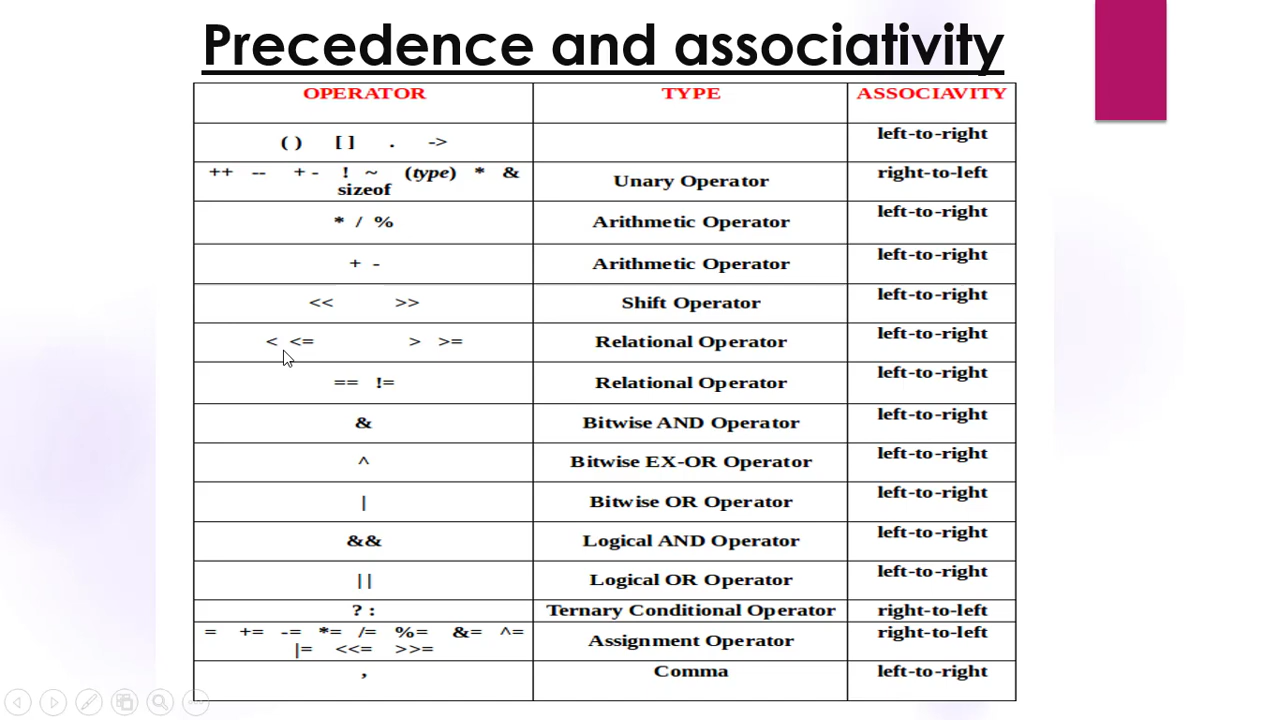 Precedence and associativity
OPERATOR TYPE ASSOCIAVITY
( ) [ ] . -> left-to-right
++ -- + - ! ~ (type) * &
sizeof Unary Operator right-to-left
* / % Arithmetic Operator left-to-right
+ - Arithmetic Operator left-to-right
<< >> Shift Operator left-to-right
< <= > >= Relational Operator left-to-right
== != Relational Operator left-to-right
& Bitwise AND Operator left-to-right
^ Bitwise EX-OR Operator left-to-right
| Bitwise OR Operator left-to-right
&& Logical AND Operator left-to-right
|| Logical OR Operator left-to-right
? : Ternary Conditional Operator right-to-left
= += -= *= /= %= &= ^=
|= <<= >>= Assignment Operator right-to-left
, Comma left-to-right